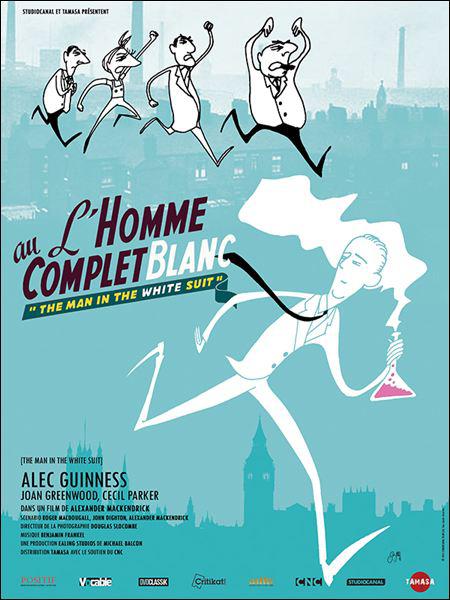 STUDIOCANAL ET TAMASA PRÉSENTENT
L'HOMME
au COMPLET BLANC
"THE MAN IN THE WHITE SUIT"
[THE MAN IN THE WHITE SUIT]
ALEC GUINNESS
JOAN GREENWOOD, CECIL PARKER
DANS UN FILM DE ALEXANDER MACKENDRICK
SCENARIO ROGER MACDOUGALL, JOHN DIGHTON, ALEXANDER MACKENDRICK
DIRECTEUR DE LA PHOTOGRAPHIE DOUGLAS SLOCOMBE
MUSIQUE BENJAMIN FRANKEL
UNE PRODUCTION EALING STUDIOS DE MICHAEL BALCON
DISTRIBUTION TAMASA AVEC LE SOUTIEN DU CNC
POSITIF Vocable DVDCLASSIK Critikat! CNC STUDIOCANAL TAMASA